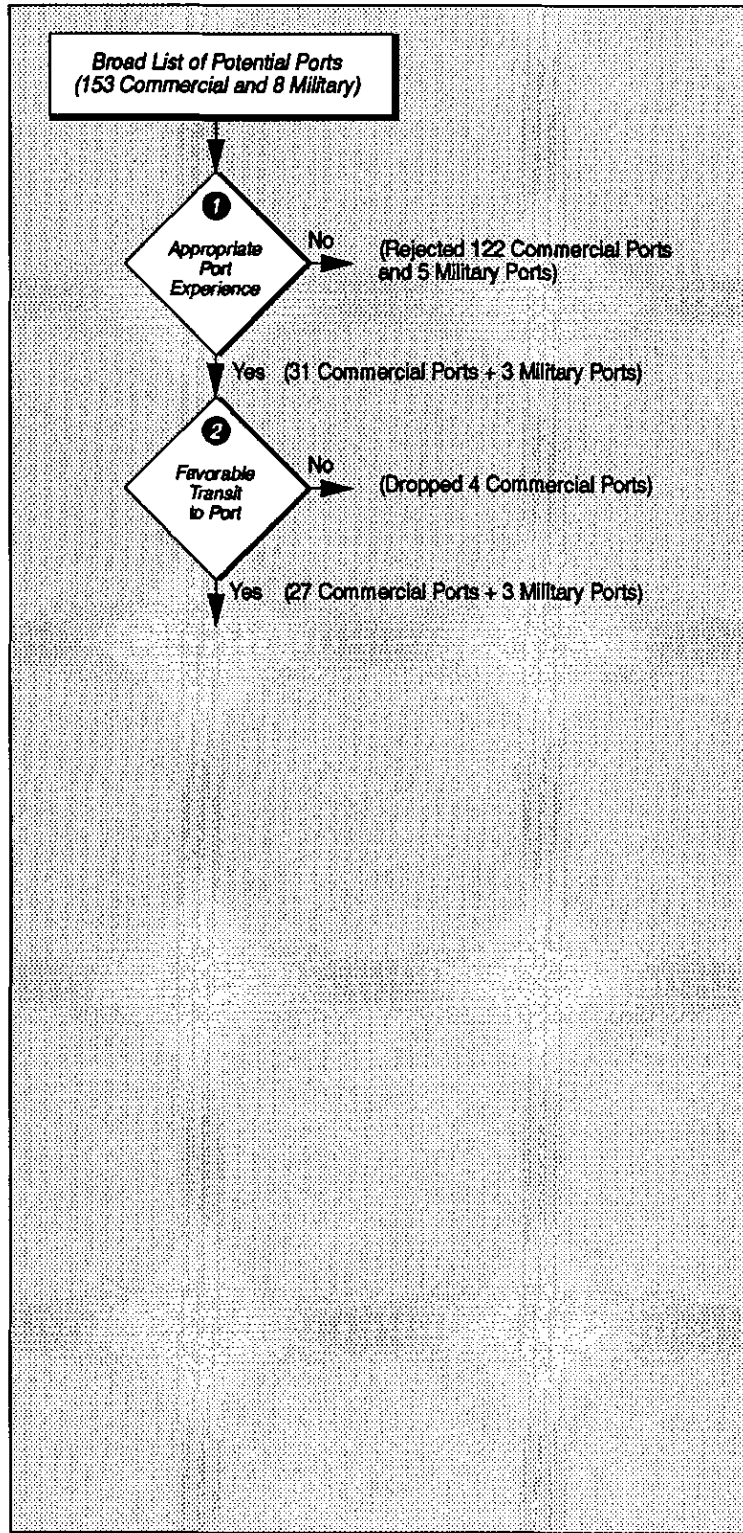 Broad List of Potential Ports
(153 Commercial and 8 Military)
1
Appropriate
Port
Experience
No
(Rejected 122 Commercial Ports
and 5 Military Ports)
Yes (31 Commercial Ports + 3 Military Ports)
2
Favorable
Transit
to Port
No
(Dropped 4 Commercial Ports)
Yes (27 Commercial Ports + 3 Military Ports)